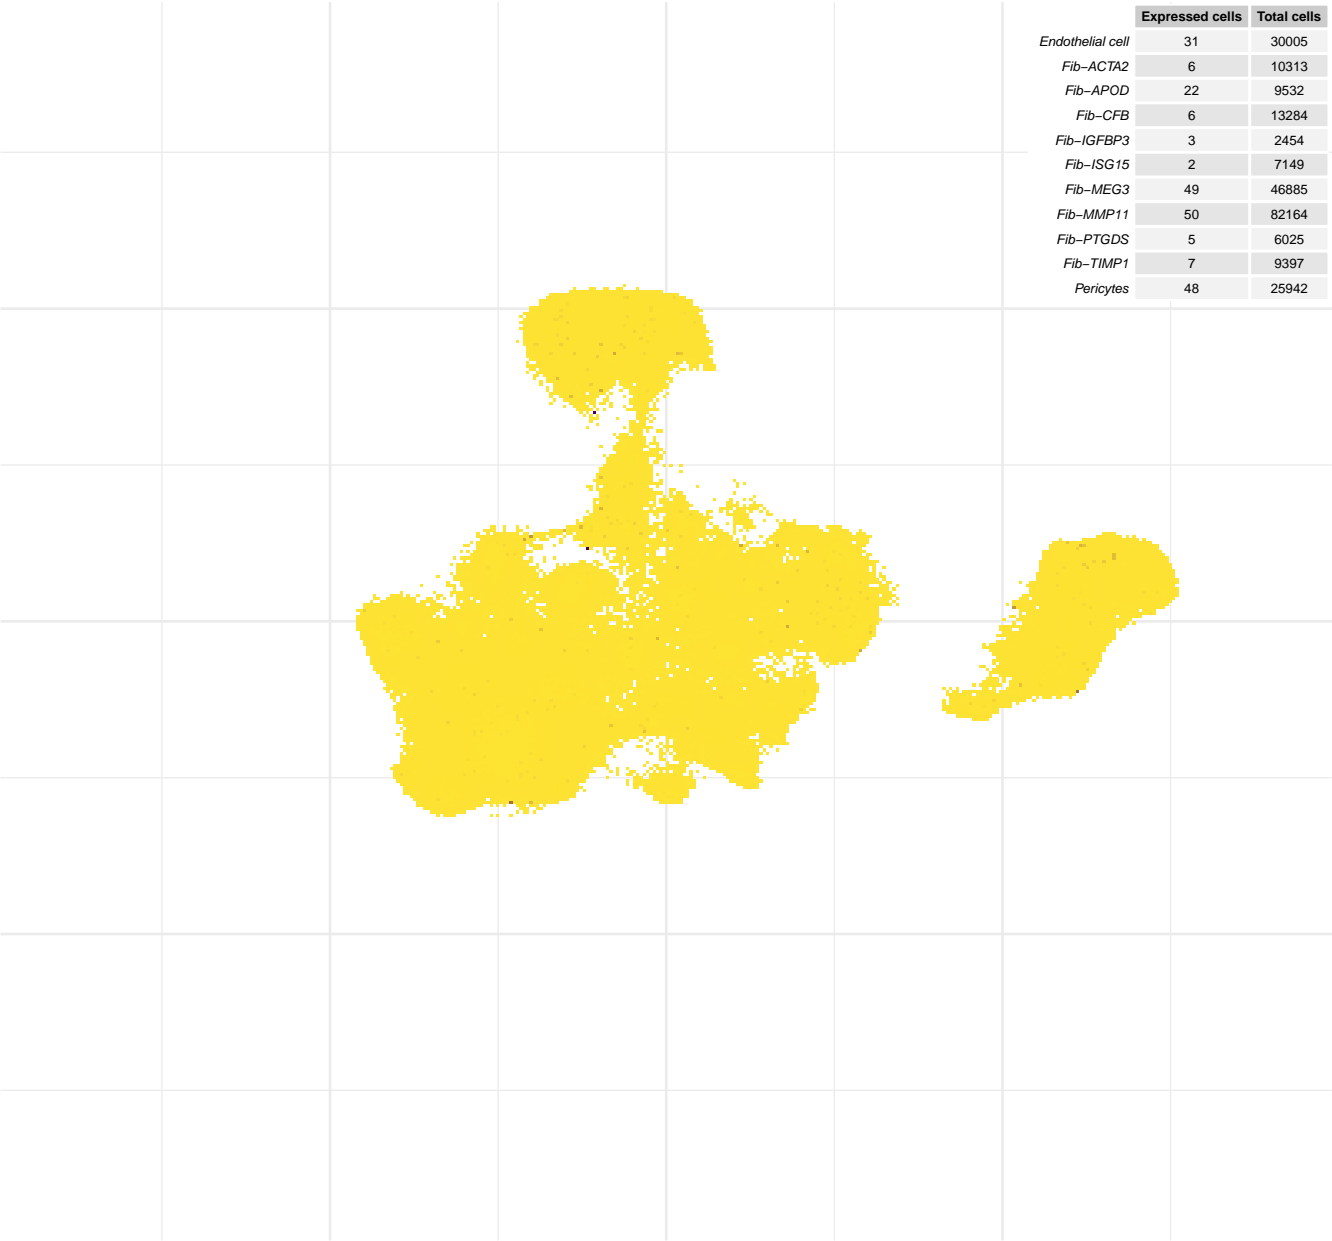 Expressed cells Total cells
Endothelial cell 31 30005
Fib−ACTA2 6 10313
Fib−APOD 22 9532
Fib−CFB 6 13284
Fib−IGFBP3 3 2454
Fib−ISG15 2 7149
Fib−MEG3 49 46885
Fib−MMP11 50 82164
Fib−PTGDS 5 6025
Fib−TIMP1 7 9397
Pericytes 48 25942